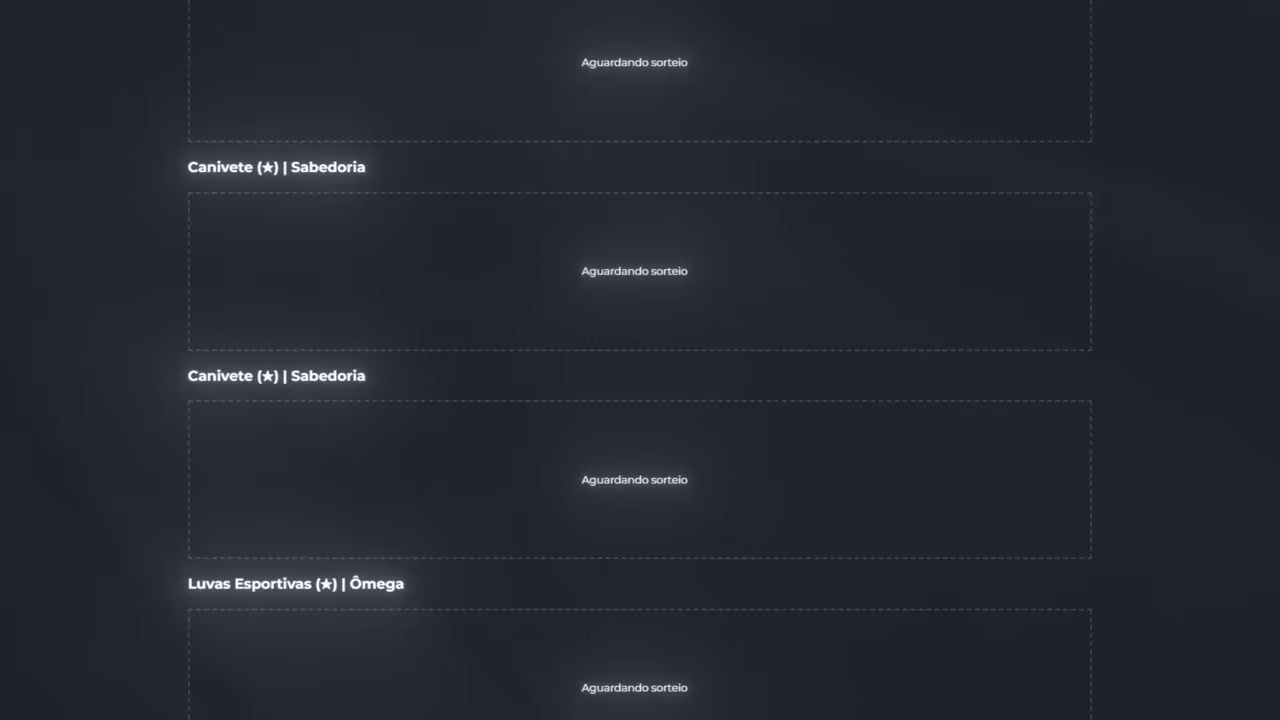 Aguardando sorteio
Canivete (★) | Sabedoria
Aguardando sorteio
Canivete (★) | Sabedoria
Aguardando sorteio
Luvas Esportivas (★) | Ômega
Aguardando sorteio